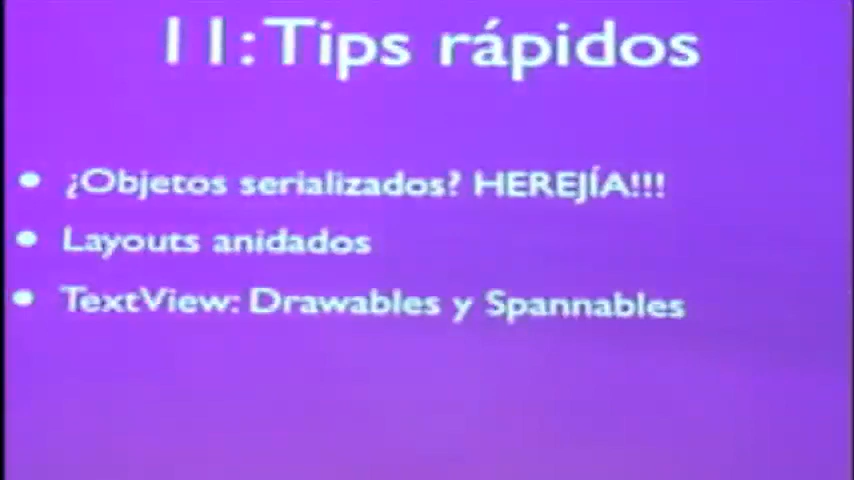 11: Tips rápidos
• ¿Objetos serializados? HEREJÍA!!!
• Layouts anidados
• TextView: Drawables y Spannables